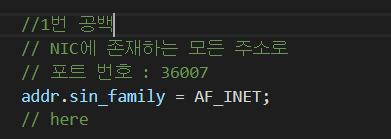 //1번 공백
// NIC에 존재하는 모든 주소로
// 포트 번호 : 36007
addr.sin_family = AF_INET;
// here